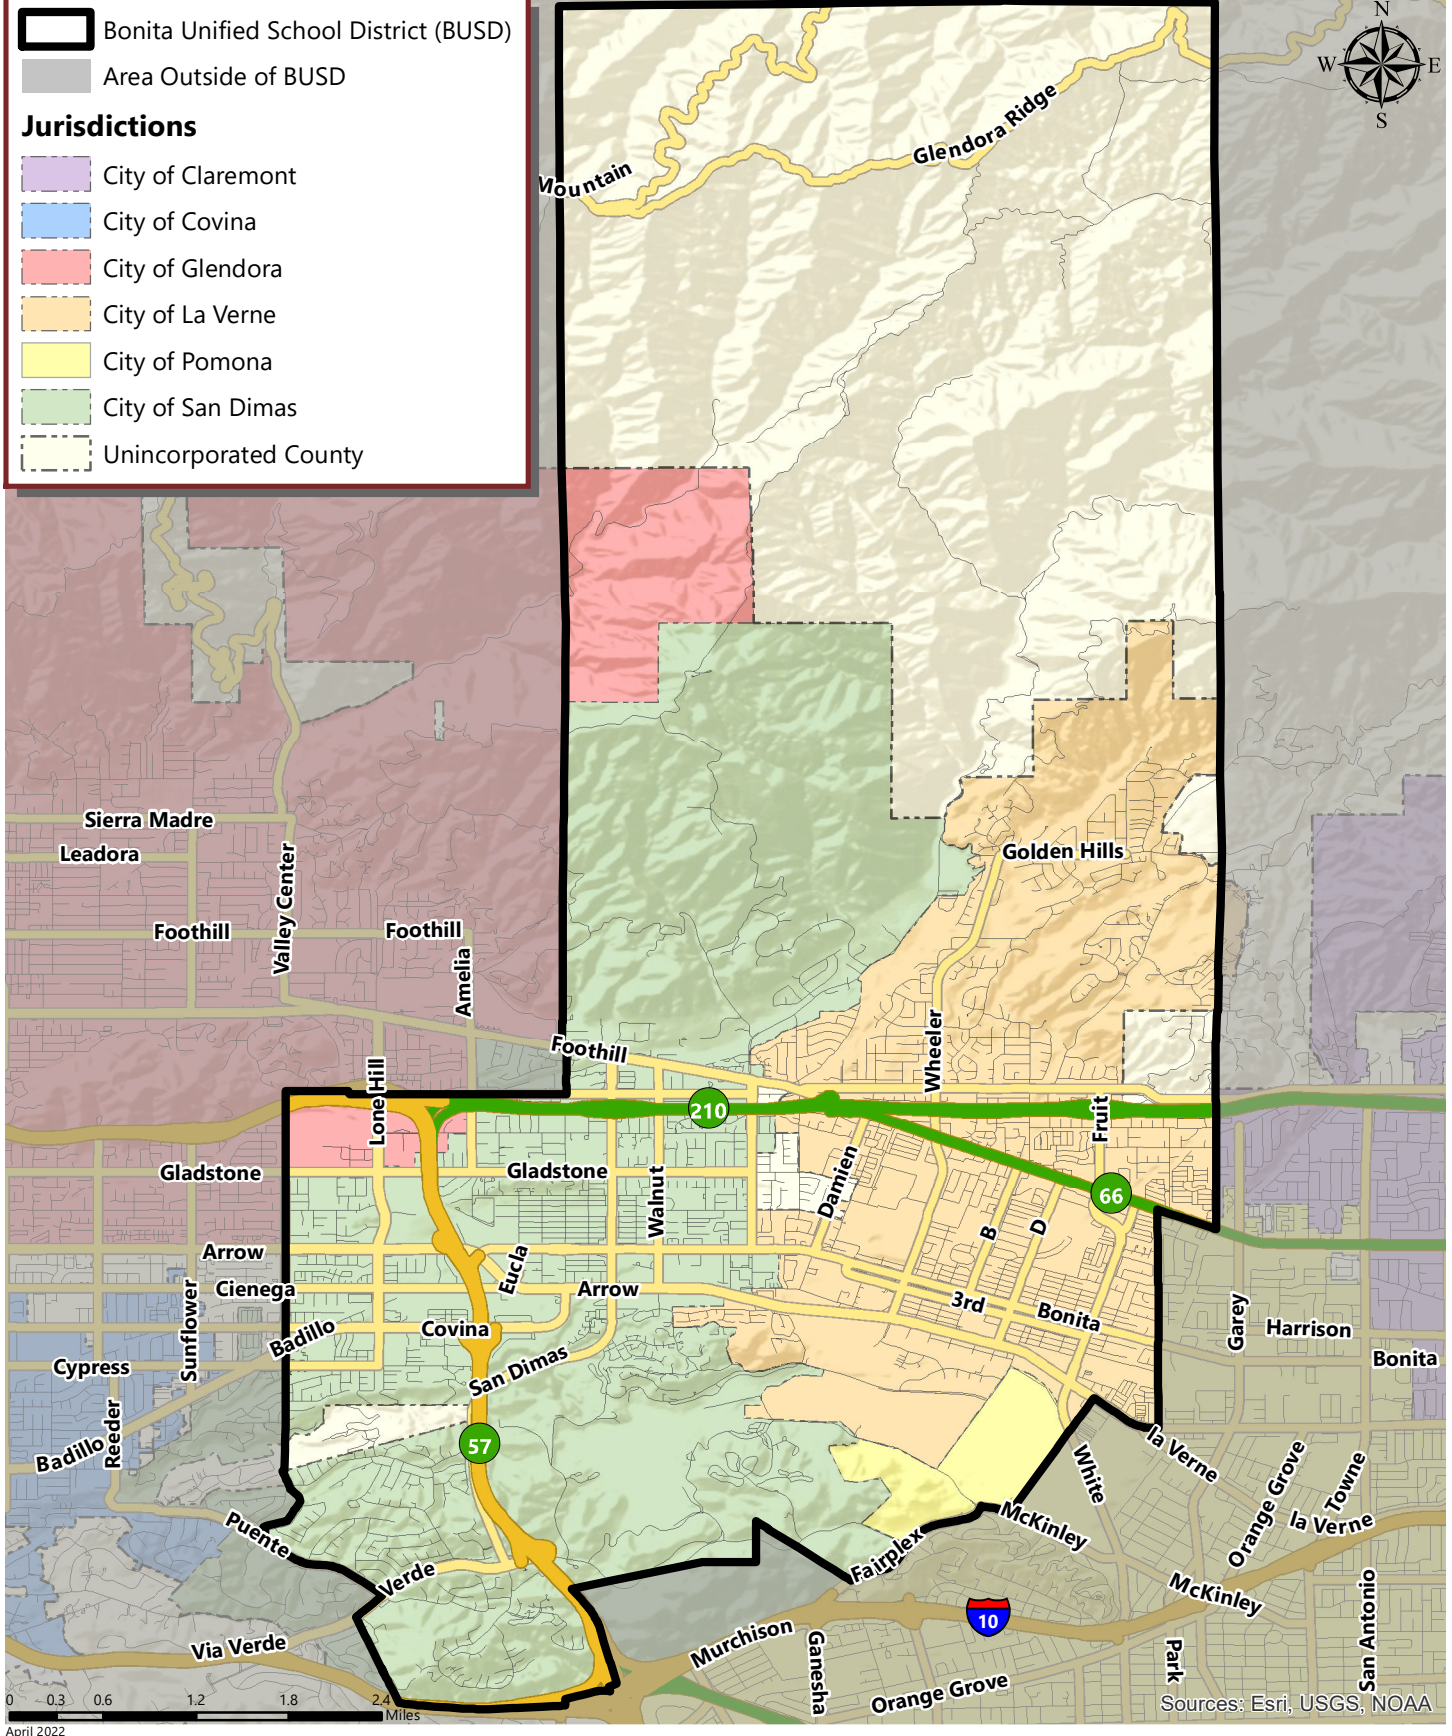 Bonita Unified School District (BUSD)
Area Outside of BUSD
Jurisdictions
City of Claremont
City of Covina
City of Glendora
City of La Verne
City of Pomona
City of San Dimas
Unincorporated County
N
W
E
S
Glendora Ridge
Mountain
Sierra Madre
Leadora
Golden Hills
Valley Center
Foothill
Foothill
Amelia
Foothill
Wheeler
Lone Hill
210
Fruit
Gladstone
Gladstone
Walnut
Damien
66
B
D
Arrow
Eucla
Cienega
Arrow
Sunflower
3rd
Bonita
Garey
Harrison
Badillo
Covina
Cypress
San Dimas
Bonita
Reeder
Badillo
57
la Verne
White
Orange Grove
Towne
Puente
McKinley
la Verne
Fairplex
Verde
McKinley
10
Via Verde
Murchison
Ganesha
Park
San Antonio
Orange Grove
0 0.3 0.6 1.2 1.8 2.4
Miles
Sources: Esri, USGS, NOAA
April 2022